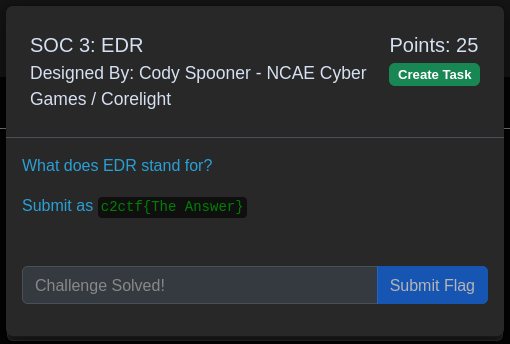 SOC 3: EDR
Points: 25
Designed By: Cody Spooner - NCAE Cyber
Games / Corelight
Create Task
What does EDR stand for?
Submit as c2ctf{The Answer}
Challenge Solved!
Submit Flag